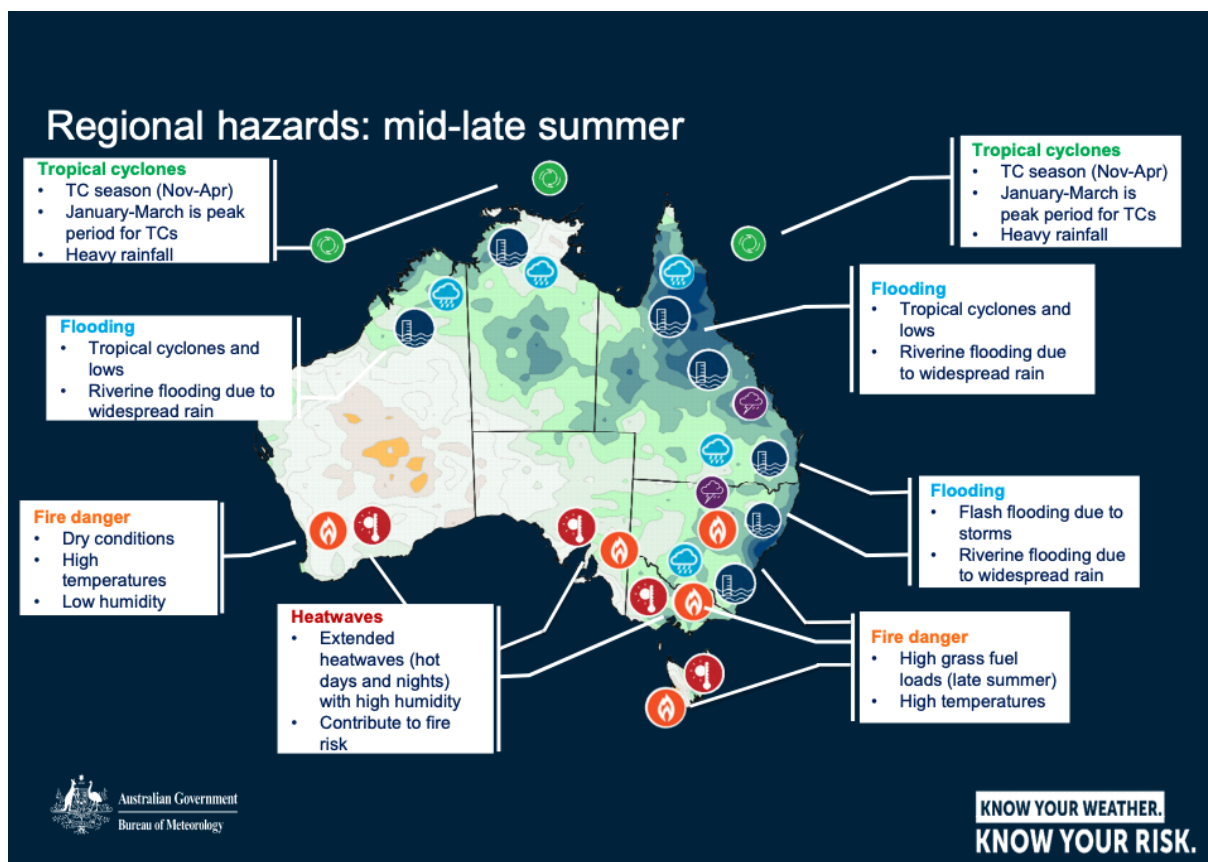 Regional hazards: mid-late summer
Tropical cyclones
• TC season (Nov-Apr)
• January-March is peak
period for TCs
• Heavy rainfall
Tropical cyclones
• TC season (Nov-Apr)
• January-March is
peak period for TCs
• Heavy rainfall
Flooding
• Tropical cyclones and
lows
• Riverine flooding due to
widespread rain
Flooding
• Tropical cyclones and
lows
• Riverine flooding due
to widespread rain
Fire danger
• Dry conditions
• High
temperatures
• Low humidity
Flooding
• Flash flooding due to
storms
• Riverine flooding due
to widespread rain
Heatwaves
• Extended
heatwaves (hot
days and nights)
with high humidity
• Contribute to fire
risk
Fire danger
• High grass fuel
loads (late summer)
• High temperatures
Australian Government
Bureau of Meteorology
KNOW YOUR WEATHER.
KNOW YOUR RISK.